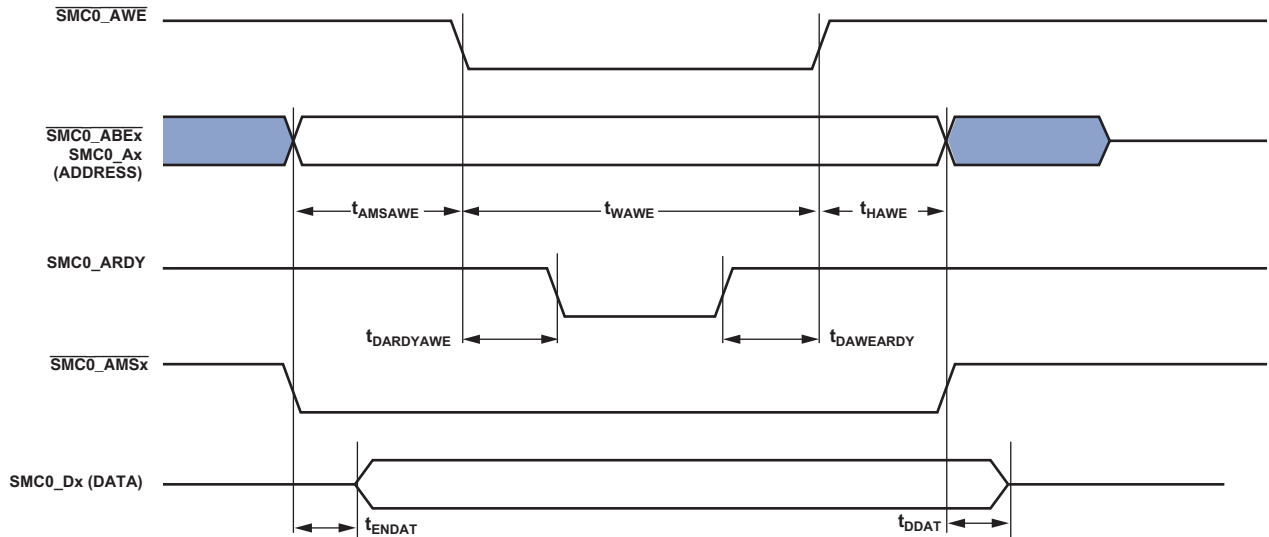 SMC0_AWE
SMC0_ABEx
SMC0_Ax
(ADDRESS)
tAMSAWE
tWAWE
tHAWE
SMC0_ARDY
tDARDYAWE
tDAWEARDY
SMC0_AMSx
SMC0_Dx (DATA)
tENDAT
tDDAT